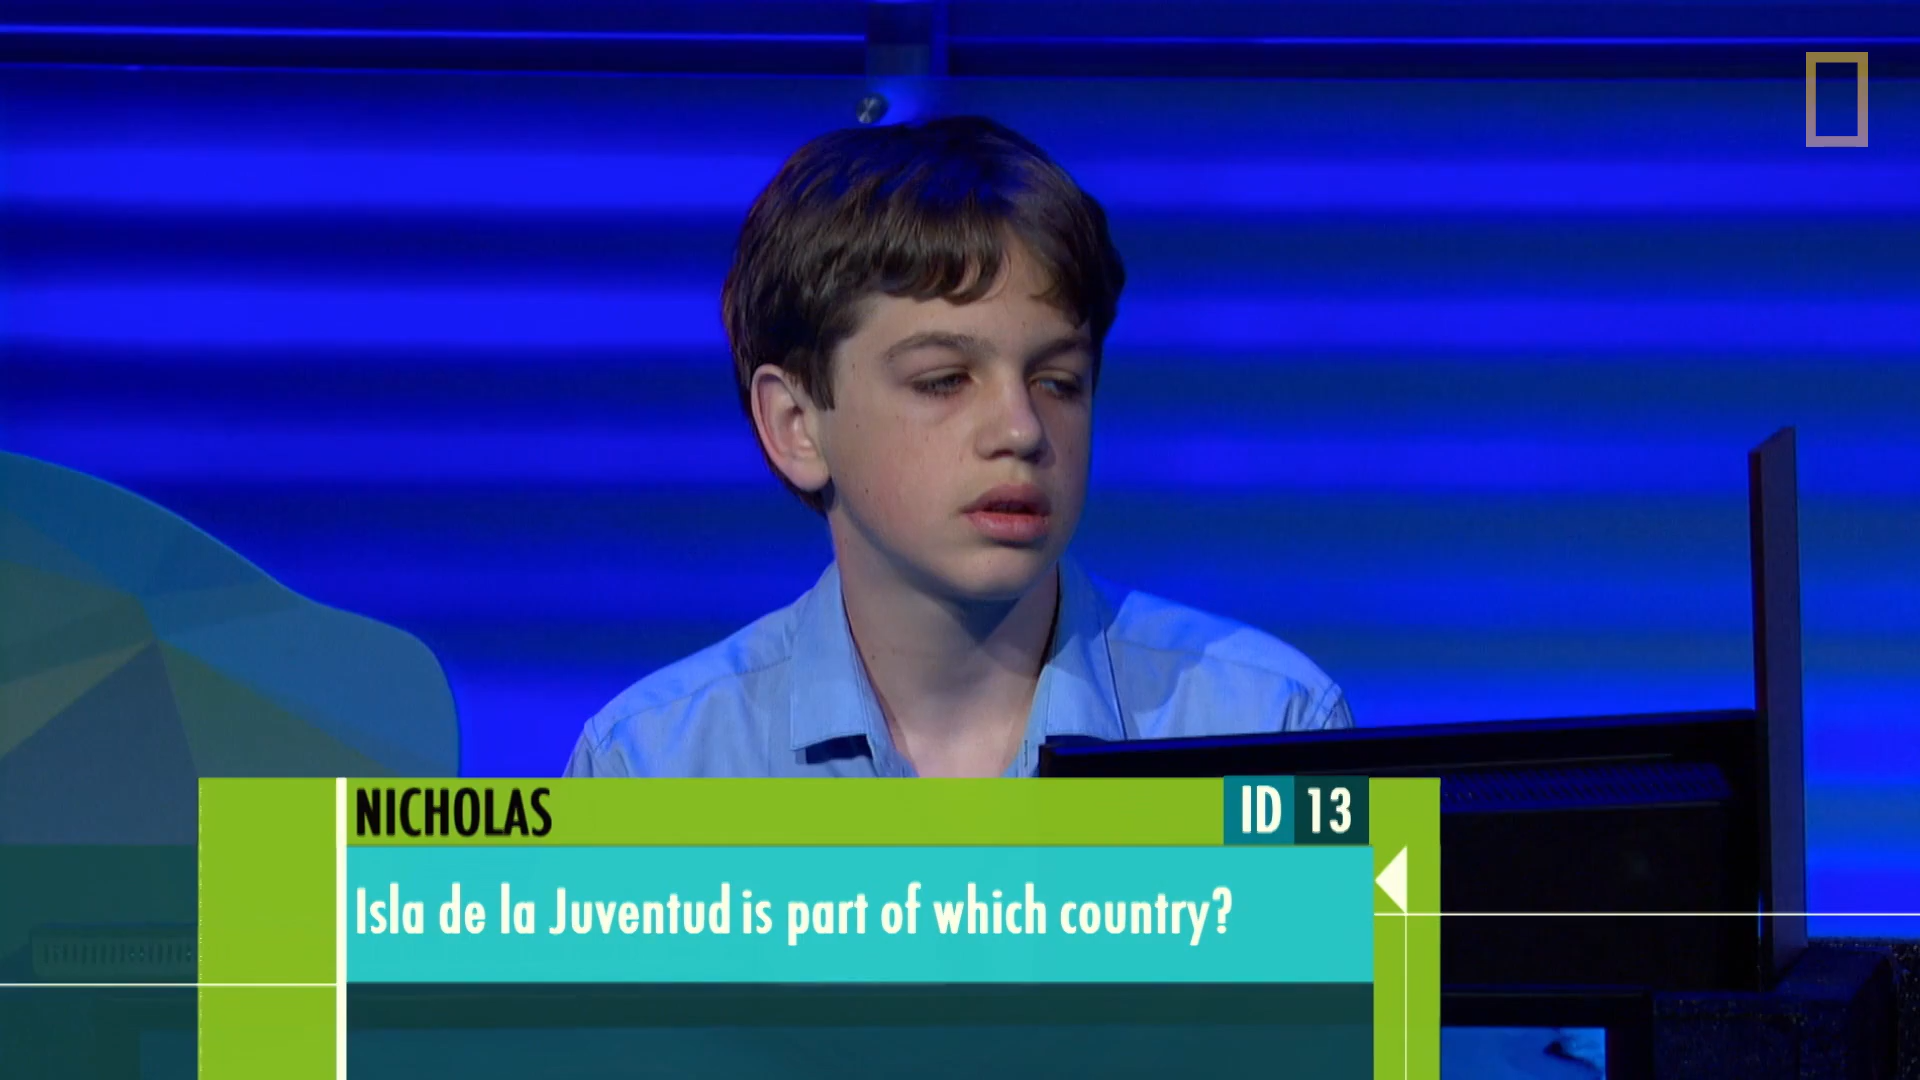 NICHOLAS
ID 13
Isla de la Juventud is part of which country?